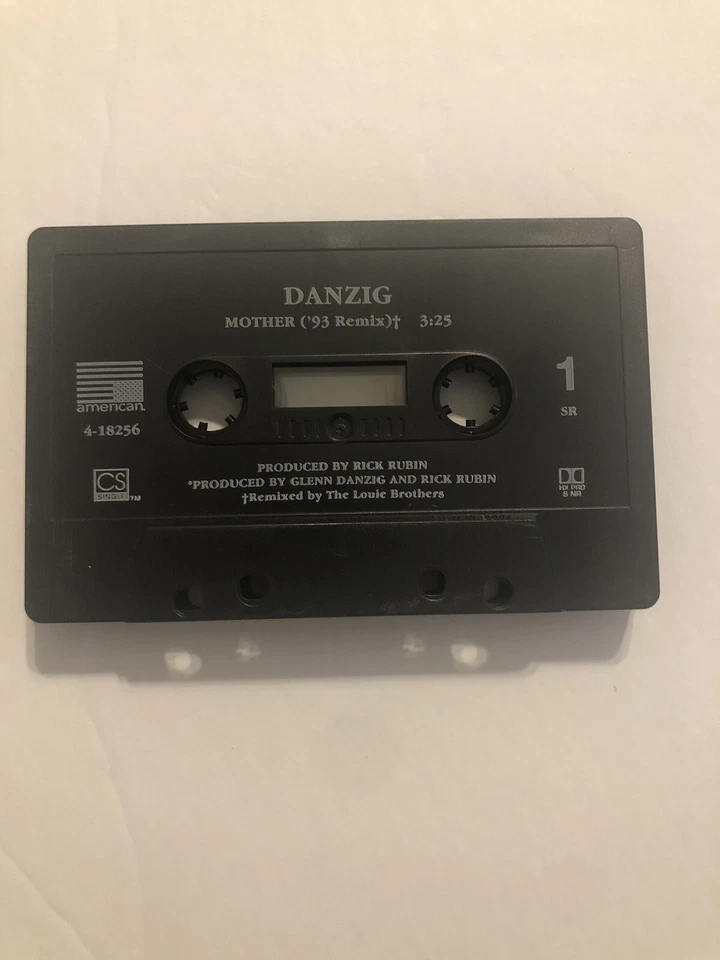 DANZIG
MOTHER ('93 Remix)† 3:25
american
4-18256
1
SR
CS
SINGLE™
PRODUCED BY RICK RUBIN
*PRODUCED BY GLENN DANZIG AND RICK RUBIN
†Remixed by The Louie Brothers
HX PRO
B NR